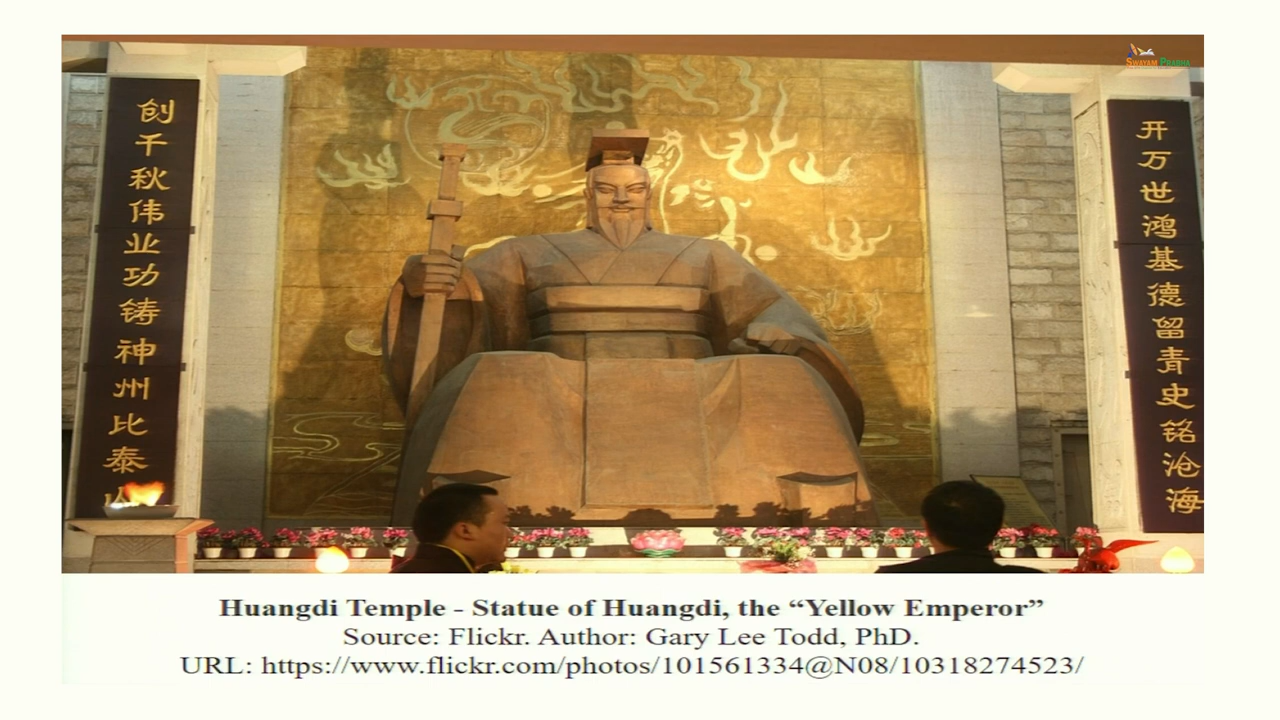 Swayam Prabha
开万世鸿基德留青史铭沧海
创千秋伟业功铸神州比泰
Huangdi Temple - Statue of Huangdi, the “Yellow Emperor”
Source: Flickr. Author: Gary Lee Todd, PhD.
URL: https://www.flickr.com/photos/101561334@N08/10318274523/